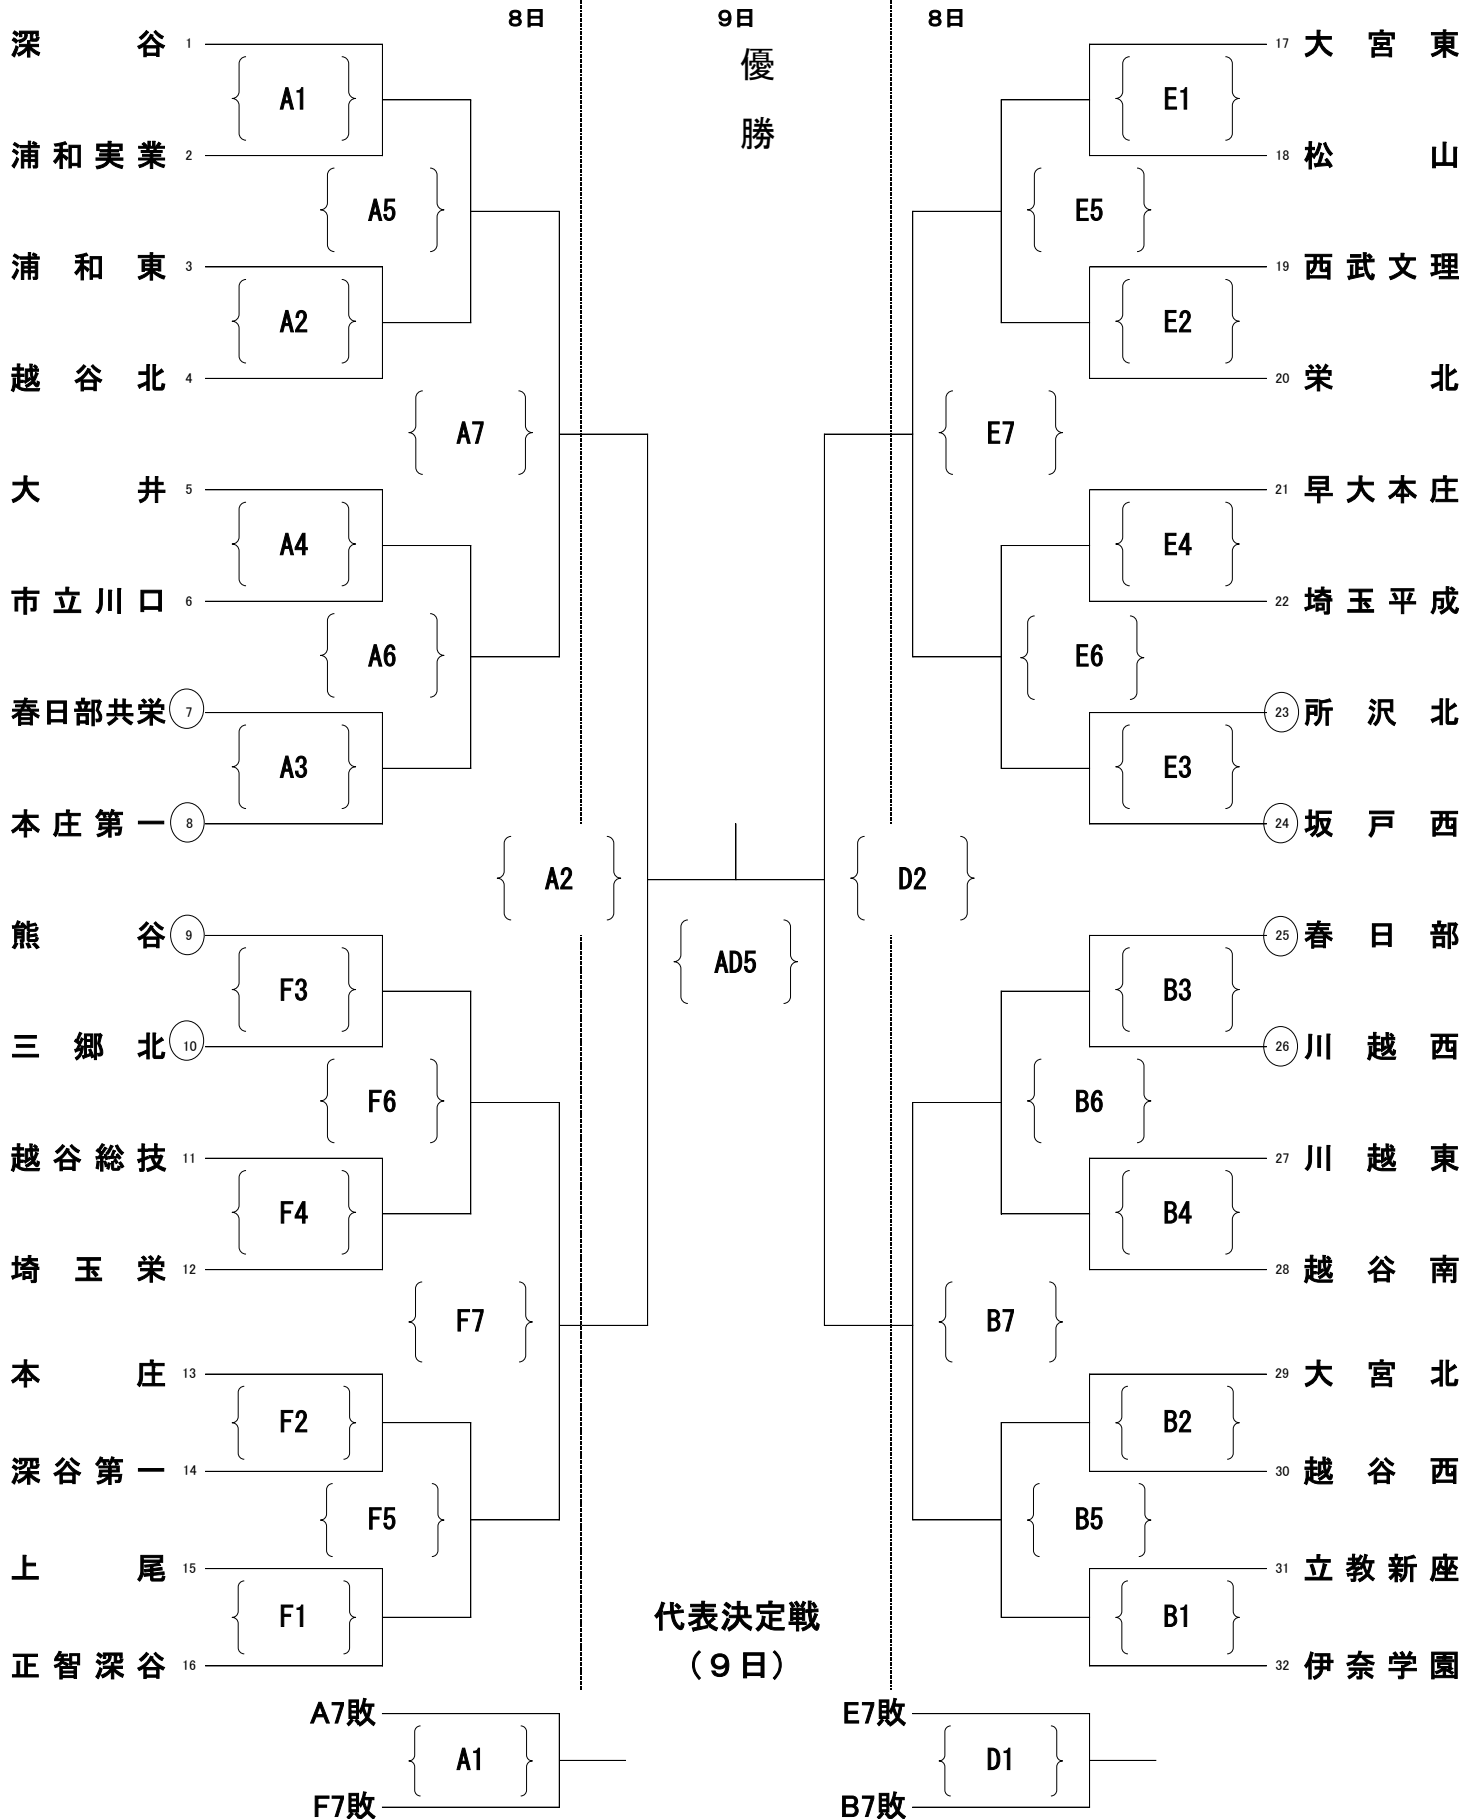 8日 9日 8日
優
勝
深谷 1
A1
浦和実業 2
A5
浦和東 3
A2
越谷北 4
A7
大井 5
A4
市立川口 6
A6
春日部共栄 7
A3
本庄第一 8
A2
熊谷 9
F3
三郷北 10
F6
越谷総技 11
F4
埼玉栄 12
F7
本庄 13
F2
深谷第一 14
F5
上尾 15
F1
正智深谷 16
AD5
17 大宮東
E1
18 松山
E5
19 西武文理
E2
20 栄北
E7
21 早大本庄
E4
22 埼玉平成
E6
23 所沢北
E3
24 坂戸西
D2
25 春日部
B3
26 川越西
B6
27 川越東
B4
28 越谷南
B7
29 大宮北
B2
30 越谷西
B5
31 立教新座
B1
32 伊奈学園
代表決定戦
(9日)
A7敗
A1
F7敗
E7敗
D1
B7敗